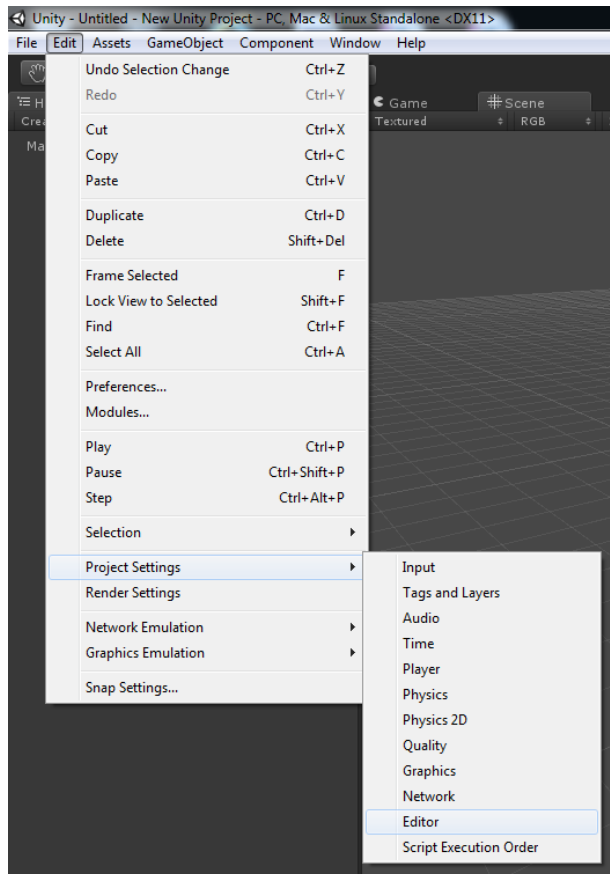 Unity - Untitled - New Unity Project - PC, Mac & Linux Standalone <DX11>
File Edit Assets GameObject Component Window Help
Undo Selection Change Ctrl+Z
Redo Ctrl+Y
Game Scene
Textured RGB
Cut Ctrl+X
Copy Ctrl+C
Paste Ctrl+V
Duplicate Ctrl+D
Delete Shift+Del
Frame Selected F
Lock View to Selected Shift+F
Find Ctrl+F
Select All Ctrl+A
Preferences...
Modules...
Play Ctrl+P
Pause Ctrl+Shift+P
Step Ctrl+Alt+P
Selection
Project Settings
Render Settings
Network Emulation
Graphics Emulation
Snap Settings...
Input
Tags and Layers
Audio
Time
Player
Physics
Physics 2D
Quality
Graphics
Network
Editor
Script Execution Order